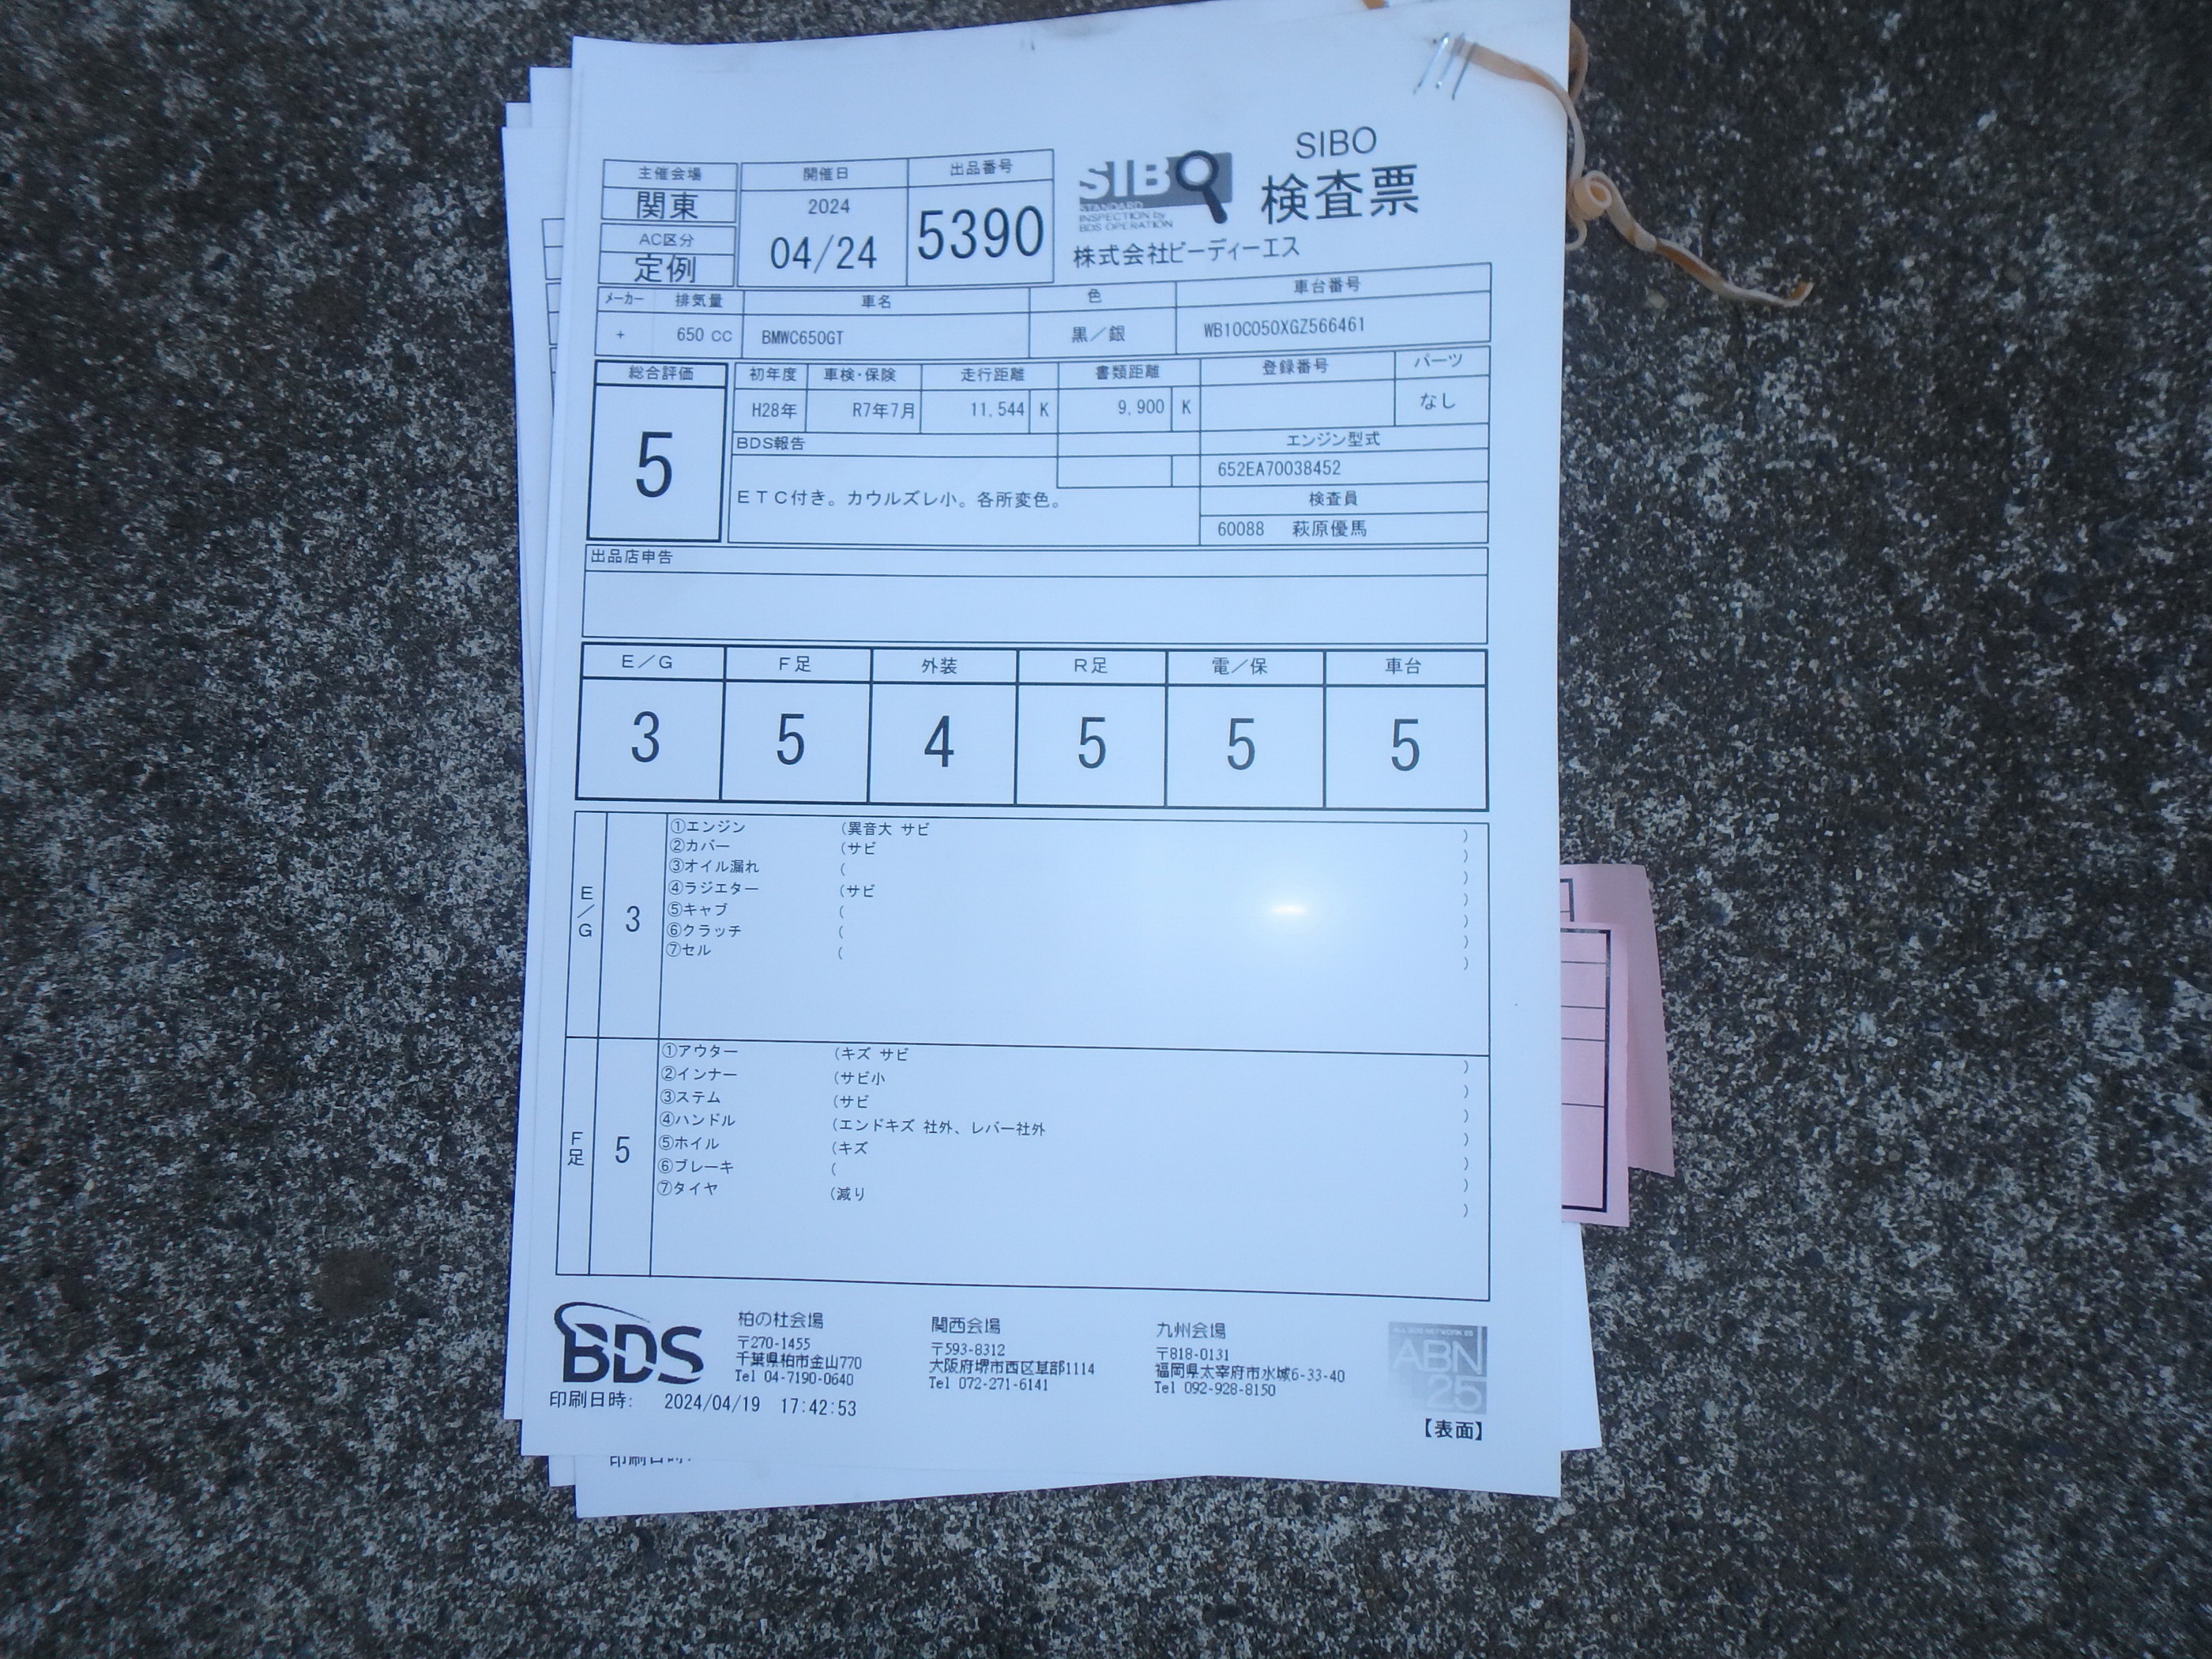 SIBO
検査票
主催会場
関東
AC区分
定例
開催日
2024
04/24
出品番号
5390
SIBO
STANDARD
INSPECTION by
BDS OPERATION
株式会社ビーディーエス
メーカー 排気量 車名 色 車台番号
+ 650 cc BMWC650GT 黒／銀 WB10C050XGZ566461
総合評価
5
初年度 車検・保険 走行距離 書類距離 登録番号 パーツ
H28年 R7年7月 11,544 K 9,900 K なし
BDS報告
ETC付き。カウルズレ小。各所変色。
エンジン型式
652EA70038452
検査員
60088 萩原優馬
出品店申告
E／G F足 外装 R足 電／保 車台
3 5 4 5 5 5
E／G
3
①エンジン (異音大 サビ )
②カバー (サビ )
③オイル漏れ ( )
④ラジエター (サビ )
⑤キャブ ( )
⑥クラッチ ( )
⑦セル ( )
F足
5
①アウター (キズ サビ )
②インナー (サビ小 )
③ステム (サビ )
④ハンドル (エンドキズ 社外、レバー社外 )
⑤ホイル (キズ )
⑥ブレーキ ( )
⑦タイヤ (減り )
BDS
柏の杜会場
〒270-1455
千葉県柏市金山770
Tel 04-7190-0640
関西会場
〒593-8312
大阪府堺市西区草部1114
Tel 072-271-6141
九州会場
〒818-0131
福岡県太宰府市水城6-33-40
Tel 092-928-8150
ABN
25
印刷日時: 2024/04/19 17:42:53
【表面】
印刷日時: